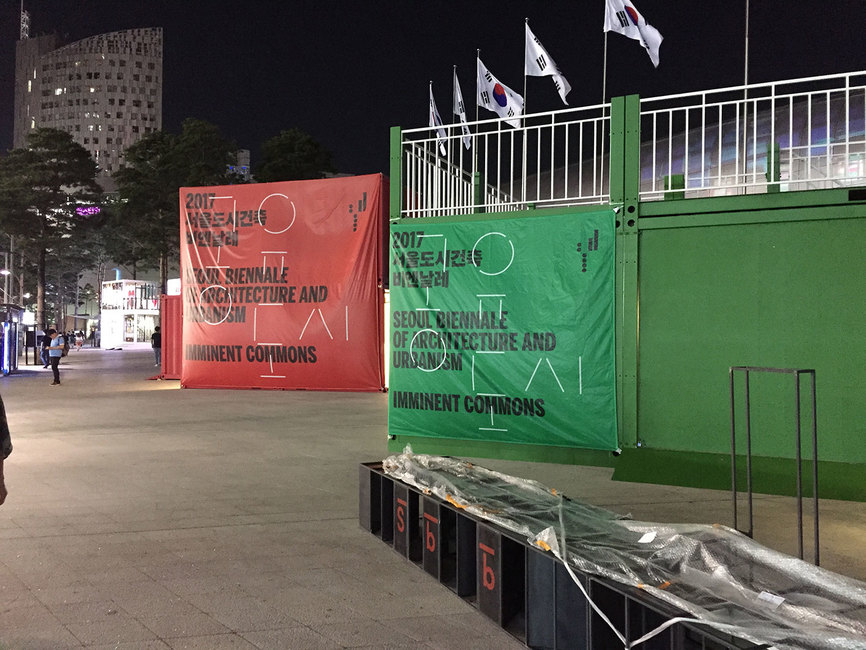 2017
서울도시건축
비엔날레
SEOUL BIENNALE
OF ARCHITECTURE AND
URBANISM
IMMINENT COMMONS
2017
서울도시건축
비엔날레
SEOUL BIENNALE
OF ARCHITECTURE AND
URBANISM
IMMINENT COMMONS
s
b
b